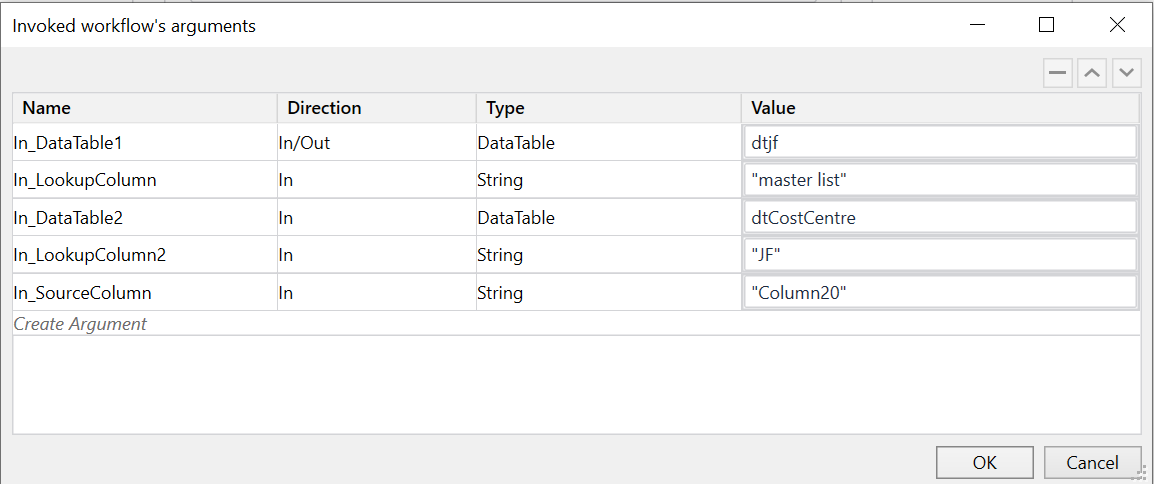 Invoked workflow's arguments
Name Direction Type Value
In_DataTable1 In/Out DataTable dtjf
In_LookupColumn In String "master list"
In_DataTable2 In DataTable dtCostCentre
In_LookupColumn2 In String "JF"
In_SourceColumn In String "Column20"
Create Argument
OK Cancel